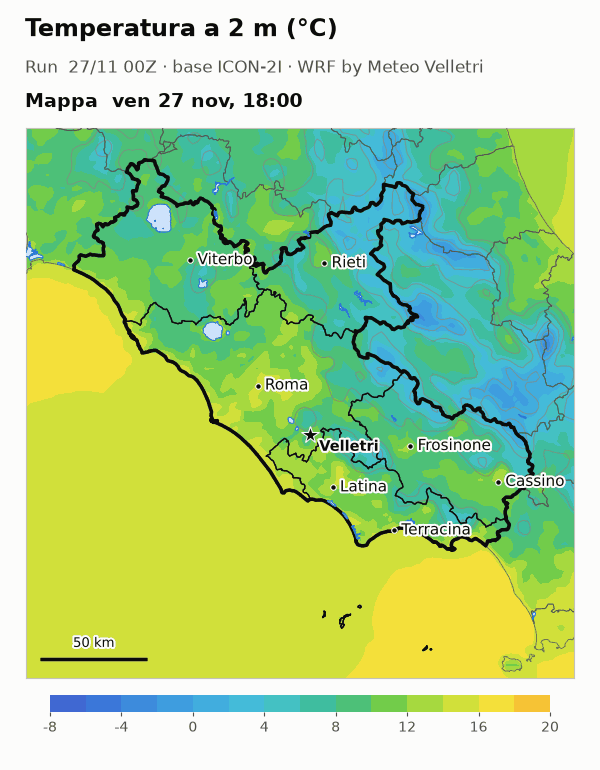 Temperatura a 2 m (°C)
Run  27/11 00Z · base ICON-2I · WRF by Meteo Velletri
Mappa  ven 27 nov, 18:00
Viterbo
Rieti
Roma
Velletri
Frosinone
Cassino
Latina
Terracina
50 km
-8 -4 0 4 8 12 16 20